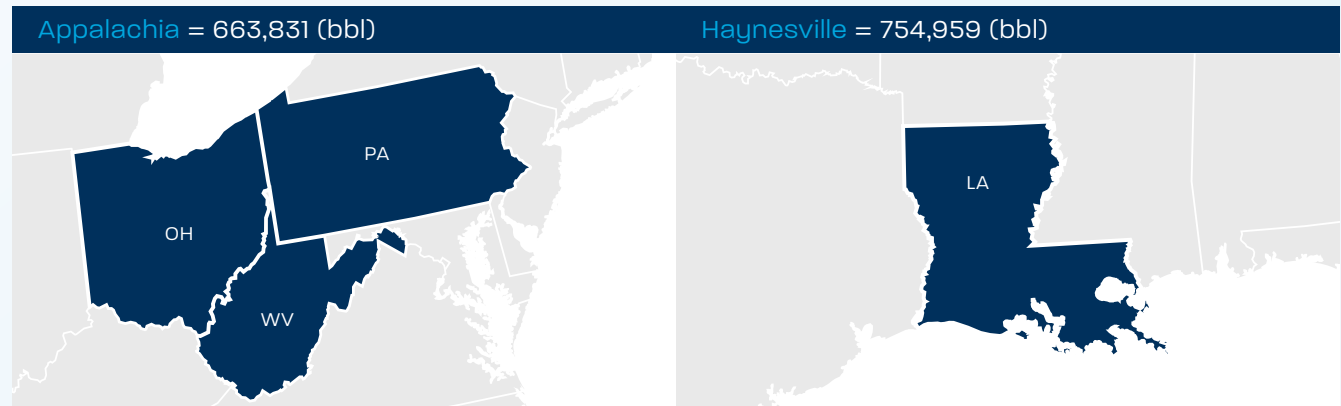 Appalachia = 663,831 (bbl)
Haynesville = 754,959 (bbl)
PA
OH
WV
LA